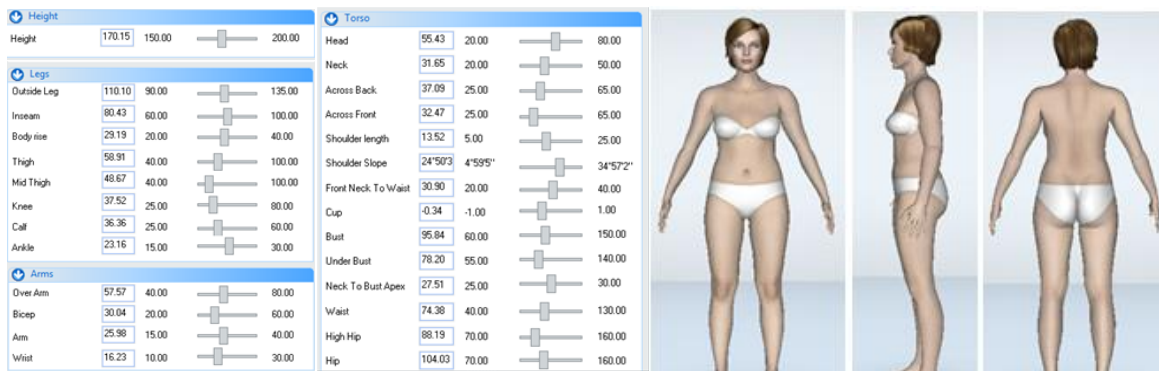 Height
Height 170.15 150.00 200.00
Legs
Outside Leg 110.10 90.00 135.00
Inseam 80.43 60.00 100.00
Body rise 29.19 20.00 40.00
Thigh 58.91 40.00 100.00
Mid Thigh 48.67 40.00 100.00
Knee 37.52 25.00 80.00
Calf 36.36 25.00 60.00
Ankle 23.16 15.00 30.00
Arms
Over Arm 57.57 40.00 80.00
Bicep 30.04 20.00 60.00
Arm 25.98 15.00 40.00
Wrist 16.23 10.00 30.00
Torso
Head 55.43 20.00 80.00
Neck 31.65 20.00 50.00
Across Back 37.09 25.00 65.00
Across Front 32.47 25.00 65.00
Shoulder length 13.52 5.00 25.00
Shoulder Slope 24°50'3 4°59'5'' 34°57'2''
Front Neck To Waist 30.90 20.00 40.00
Cup -0.34 -1.00 1.00
Bust 95.84 60.00 150.00
Under Bust 78.20 55.00 140.00
Neck To Bust Apex 27.51 25.00 30.00
Waist 74.38 40.00 130.00
High Hip 88.19 70.00 160.00
Hip 104.03 70.00 160.00